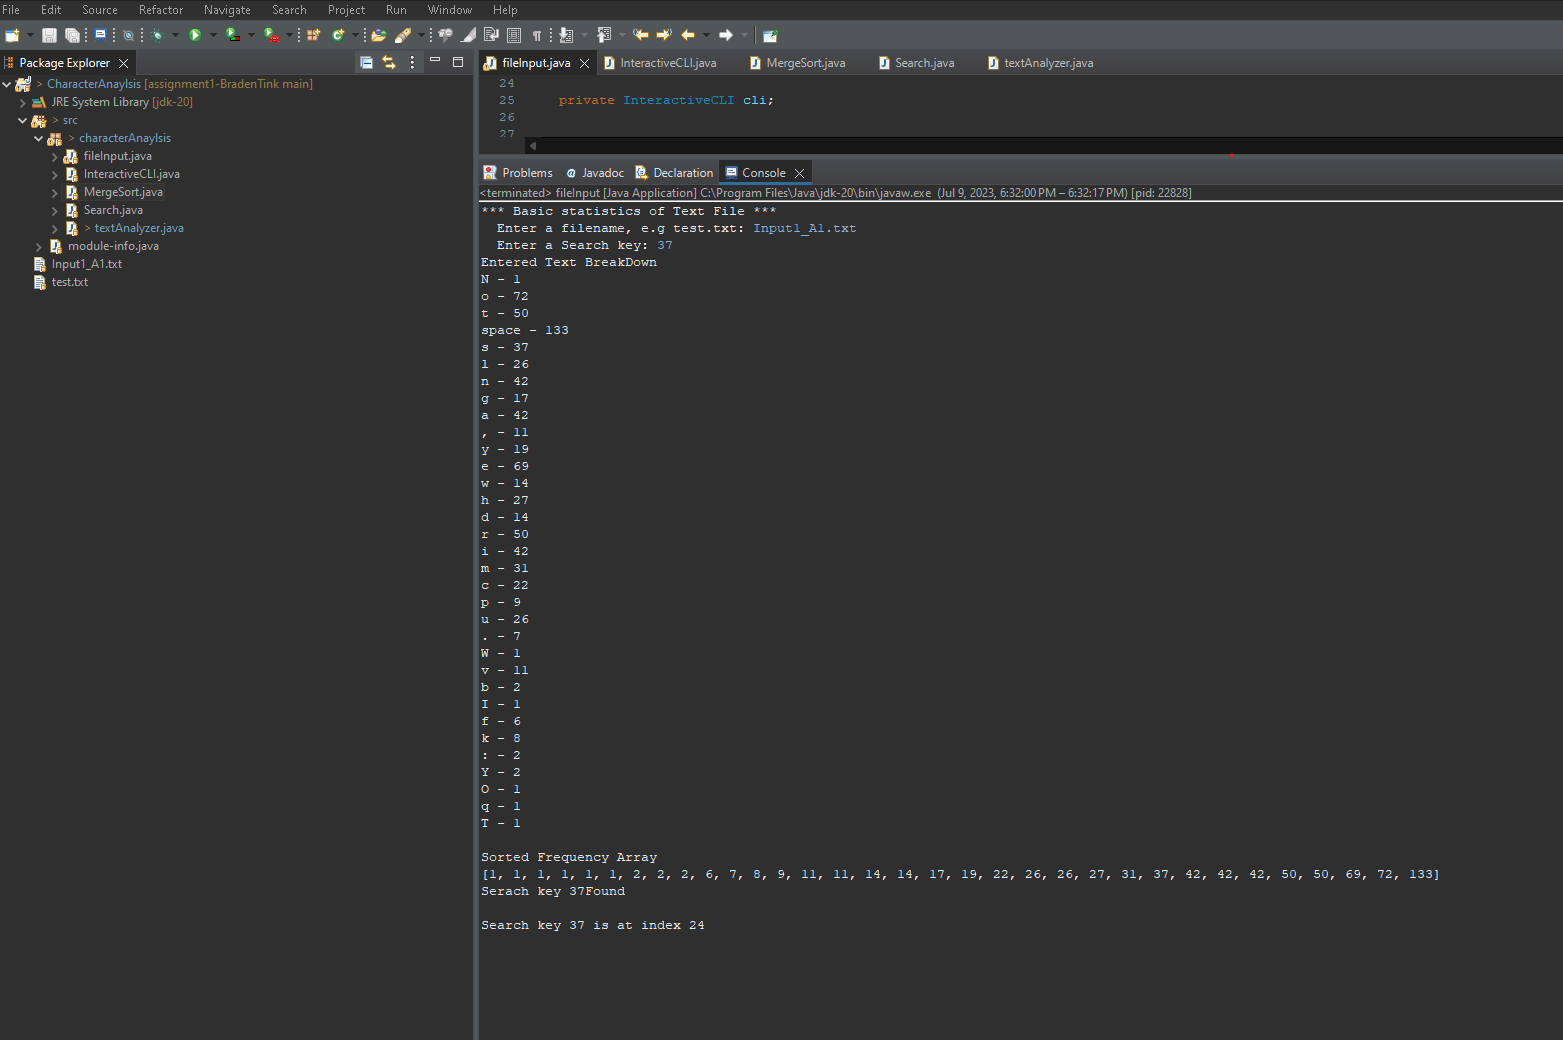 File Edit Source Refactor Navigate Search Project Run Window Help
Package Explorer
CharacterAnaylsis [assignment1-BradenTink main]
JRE System Library [jdk-20]
> src
> characterAnaylsis
fileInput.java
InteractiveCLI.java
MergeSort.java
Search.java
> textAnalyzer.java
module-info.java
Input1_A1.txt
test.txt
fileInput.java InteractiveCLI.java MergeSort.java Search.java textAnalyzer.java
24
25 private InteractiveCLI cli;
26
27
Problems @ Javadoc Declaration Console
<terminated> fileInput [Java Application] C:\Program Files\Java\jdk-20\bin\javaw.exe (Jul 9, 2023, 6:32:00 PM – 6:32:17 PM) [pid: 22828]
*** Basic statistics of Text File ***
Enter a filename, e.g test.txt: Input1_A1.txt
Enter a Search key: 37
Entered Text BreakDown
N - 1
o - 72
t - 50
space - 133
s - 37
l - 26
n - 42
g - 17
a - 42
, - 11
y - 19
e - 69
w - 14
h - 27
d - 14
r - 50
i - 42
m - 31
c - 22
p - 9
u - 26
. - 7
W - 1
v - 11
b - 2
I - 1
f - 6
k - 8
: - 2
Y - 2
O - 1
q - 1
T - 1
Sorted Frequency Array
[1, 1, 1, 1, 1, 1, 2, 2, 2, 6, 7, 8, 9, 11, 11, 14, 14, 17, 19, 22, 26, 26, 27, 31, 37, 42, 42, 42, 50, 50, 69, 72, 133]
Serach key 37Found
Search key 37 is at index 24